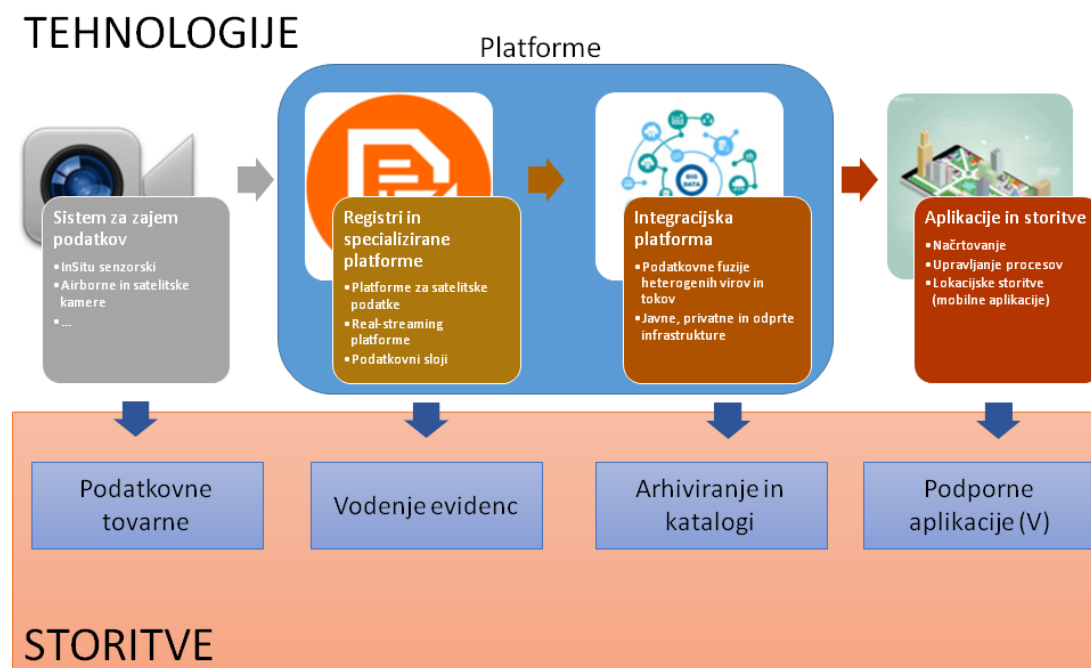 TEHNOLOGIJE
Platforme
BIG
DATA
Sistem za zajem
podatkov
▪InSitu senzorski
▪Airborne in satelitske
kamere
▪...
Registri in
specializirane
platforme
▪Platforme za satelitske
podatke
▪Real-streaming
platforme
▪Podatkovni sloji
Integracijska
platforma
▪Podatkovne fuzije
heterogenih virov in
tokov
▪Javne, privatne in odprte
infrastrukture
Aplikacije in storitve
▪Načrtovanje
▪Upravljanje procesov
▪Lokacijske storitve
(mobilne aplikacije)
Podatkovne
tovarne
Vodenje evidenc
Arhiviranje in
katalogi
Podporne
aplikacije (V)
STORITVE